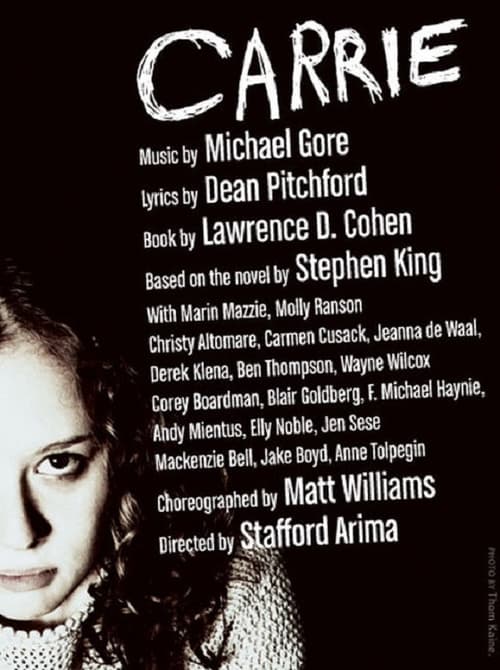 CARRIE
Music by Michael Gore
Lyrics by Dean Pitchford
Book by Lawrence D. Cohen
Based on the novel by Stephen King
With Marin Mazzie, Molly Ranson
Christy Altomare, Carmen Cusack, Jeanna de Waal,
Derek Klena, Ben Thompson, Wayne Wilcox
Corey Boardman, Blair Goldberg, F. Michael Haynie,
Andy Mientus, Elly Noble, Jen Sese
Mackenzie Bell, Jake Boyd, Anne Tolpegin
Choreographed by Matt Williams
Directed by Stafford Arima
PHOTO BY Thom